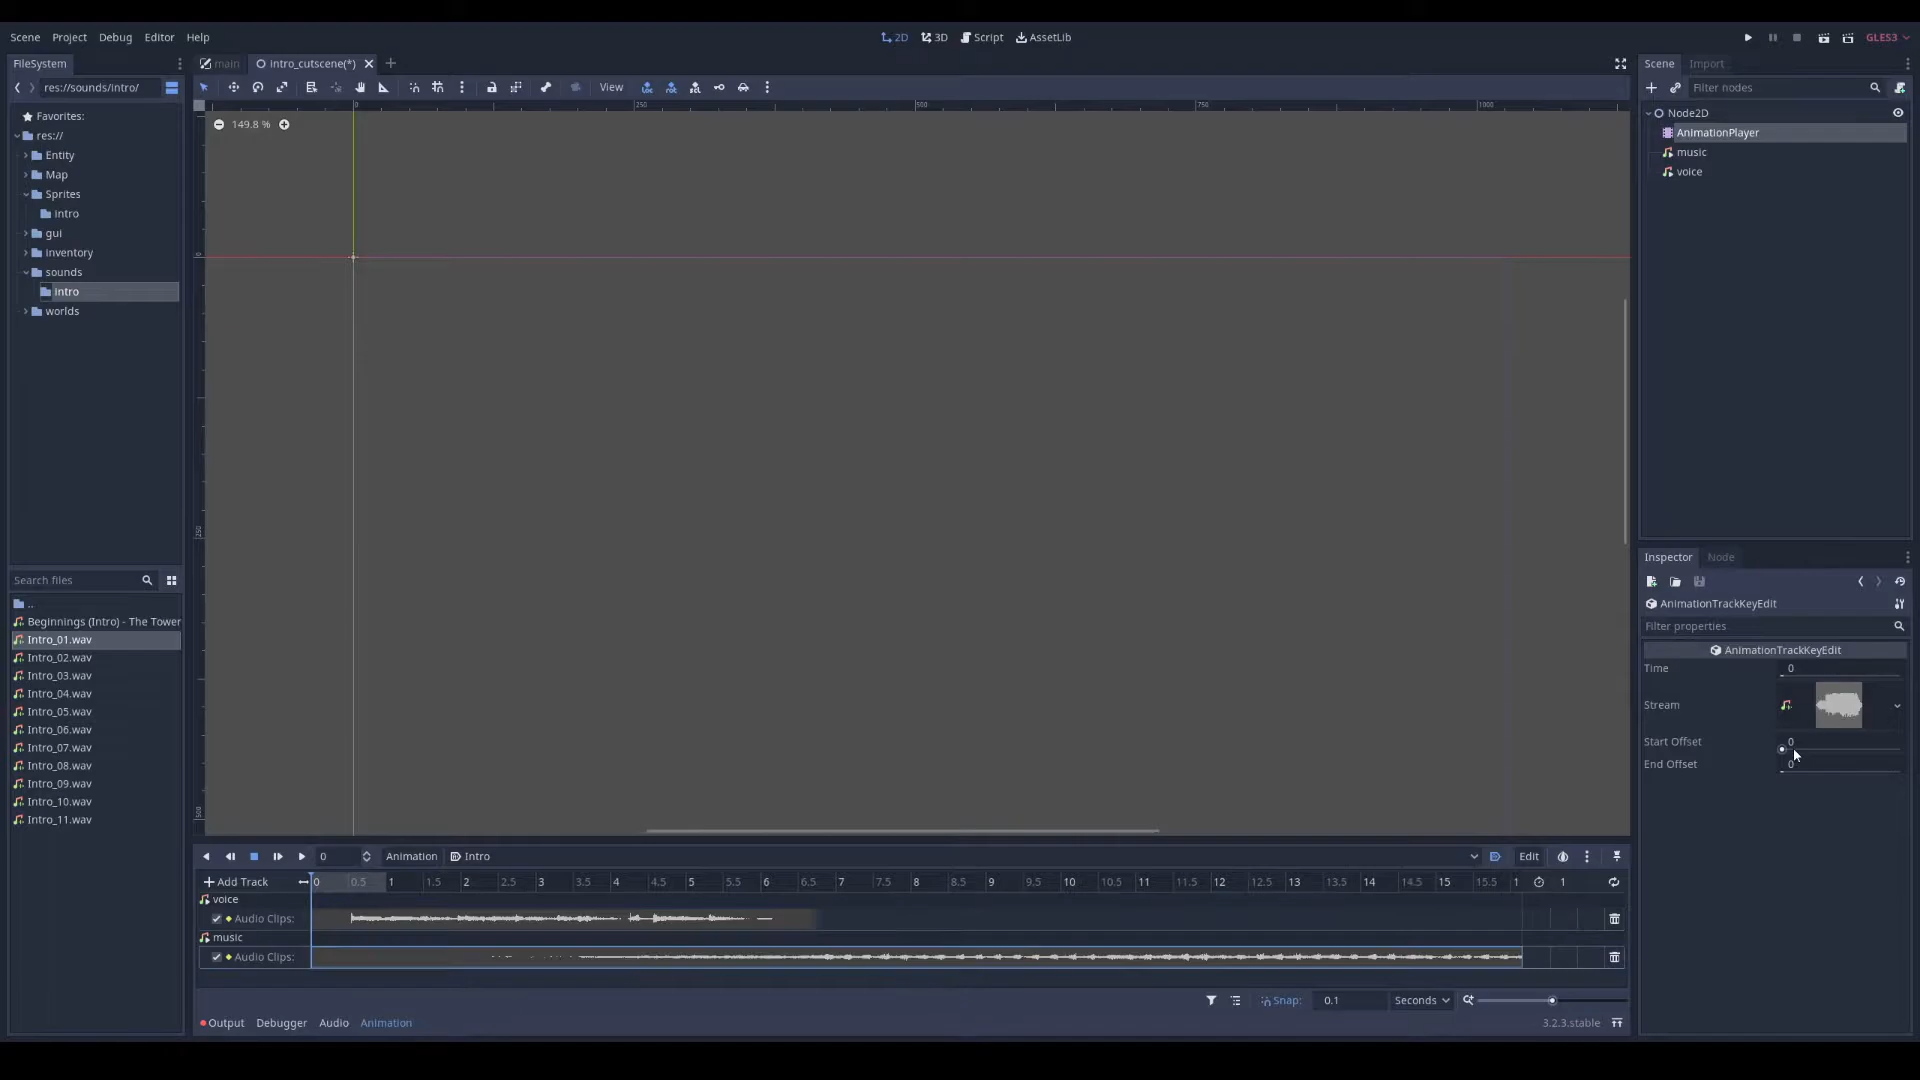 Scene Project Debug Editor Help
2D 3D Script AssetLib
GLES3
FileSystem
main
intro_cutscene(*)
Scene
Import
res://sounds/intro/
View
Filter nodes
0 250 500 750 1000
Favorites:
res://
Entity
Map
Sprites
intro
gui
inventory
sounds
intro
worlds
149.8 %
0
250
500
Node2D
AnimationPlayer
music
voice
Search files
..
Beginnings (Intro) - The Tower
Intro_01.wav
Intro_02.wav
Intro_03.wav
Intro_04.wav
Intro_05.wav
Intro_06.wav
Intro_07.wav
Intro_08.wav
Intro_09.wav
Intro_10.wav
Intro_11.wav
Inspector
Node
AnimationTrackKeyEdit
Filter properties
AnimationTrackKeyEdit
Time 0
Stream
Start Offset 0
End Offset 0
0 Animation Intro Edit
Add Track 0 0.5 1 1.5 2 2.5 3 3.5 4 4.5 5 5.5 6 6.5 7 7.5 8 8.5 9 9.5 10 10.5 11 11.5 12 12.5 13 13.5 14 14.5 15 15.5 1 1
voice
Audio Clips:
music
Audio Clips:
Snap: 0.1 Seconds
Output Debugger Audio Animation
3.2.3.stable